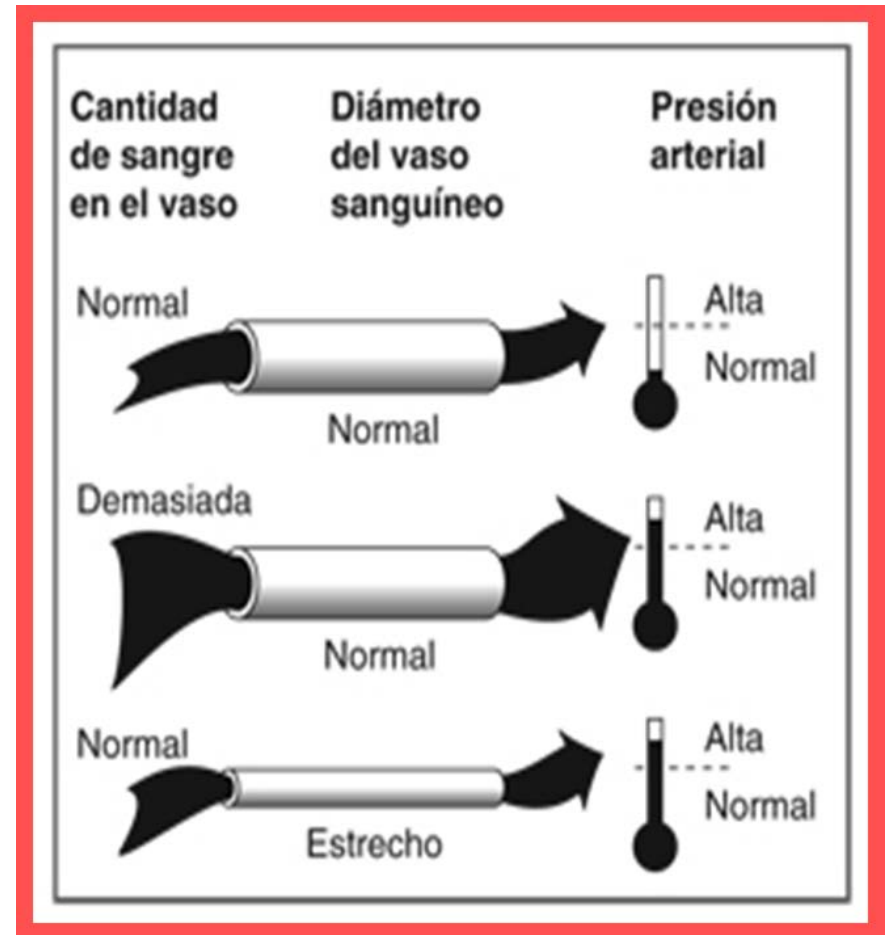 Cantidad
de sangre
en el vaso
Diámetro
del vaso
sanguíneo
Presión
arterial
Normal
Normal
Alta
Normal
Demasiada
Normal
Alta
Normal
Normal
Estrecho
Alta
Normal